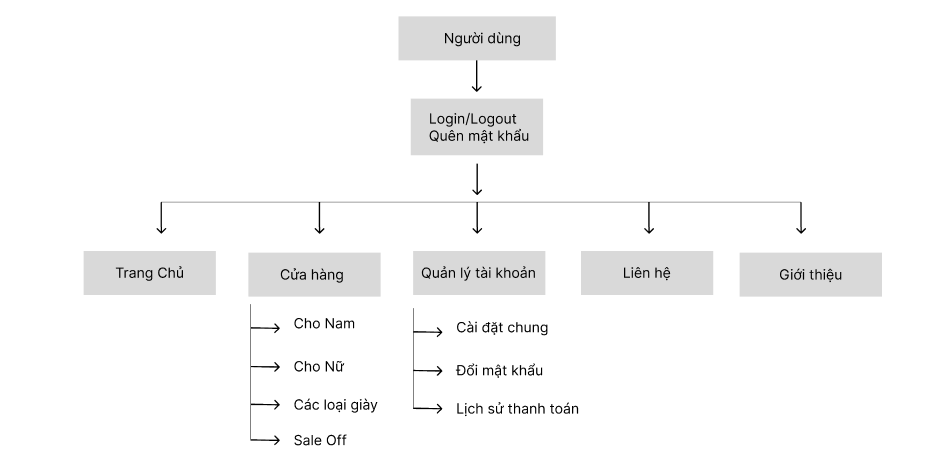 Người dùng
Login/Logout
Quên mật khẩu
Trang Chủ
Cửa hàng
Quản lý tài khoản
Liên hệ
Giới thiệu
Cho Nam
Cho Nữ
Các loại giày
Sale Off
Cài đặt chung
Đổi mật khẩu
Lịch sử thanh toán